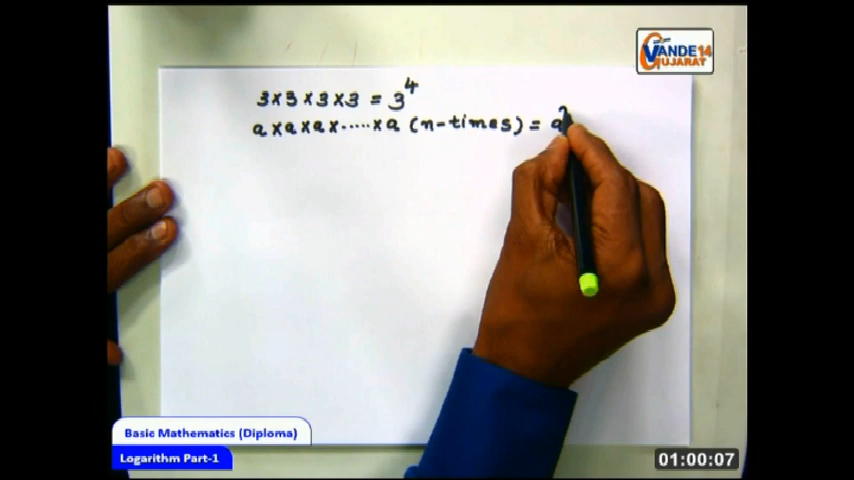 VANDE 14
GUJARAT
3 x 3 x 3 x 3 = 3⁴
a x a x a x ..... x a (n-times) = a
Basic Mathematics (Diploma)
Logarithm Part-1
01:00:07